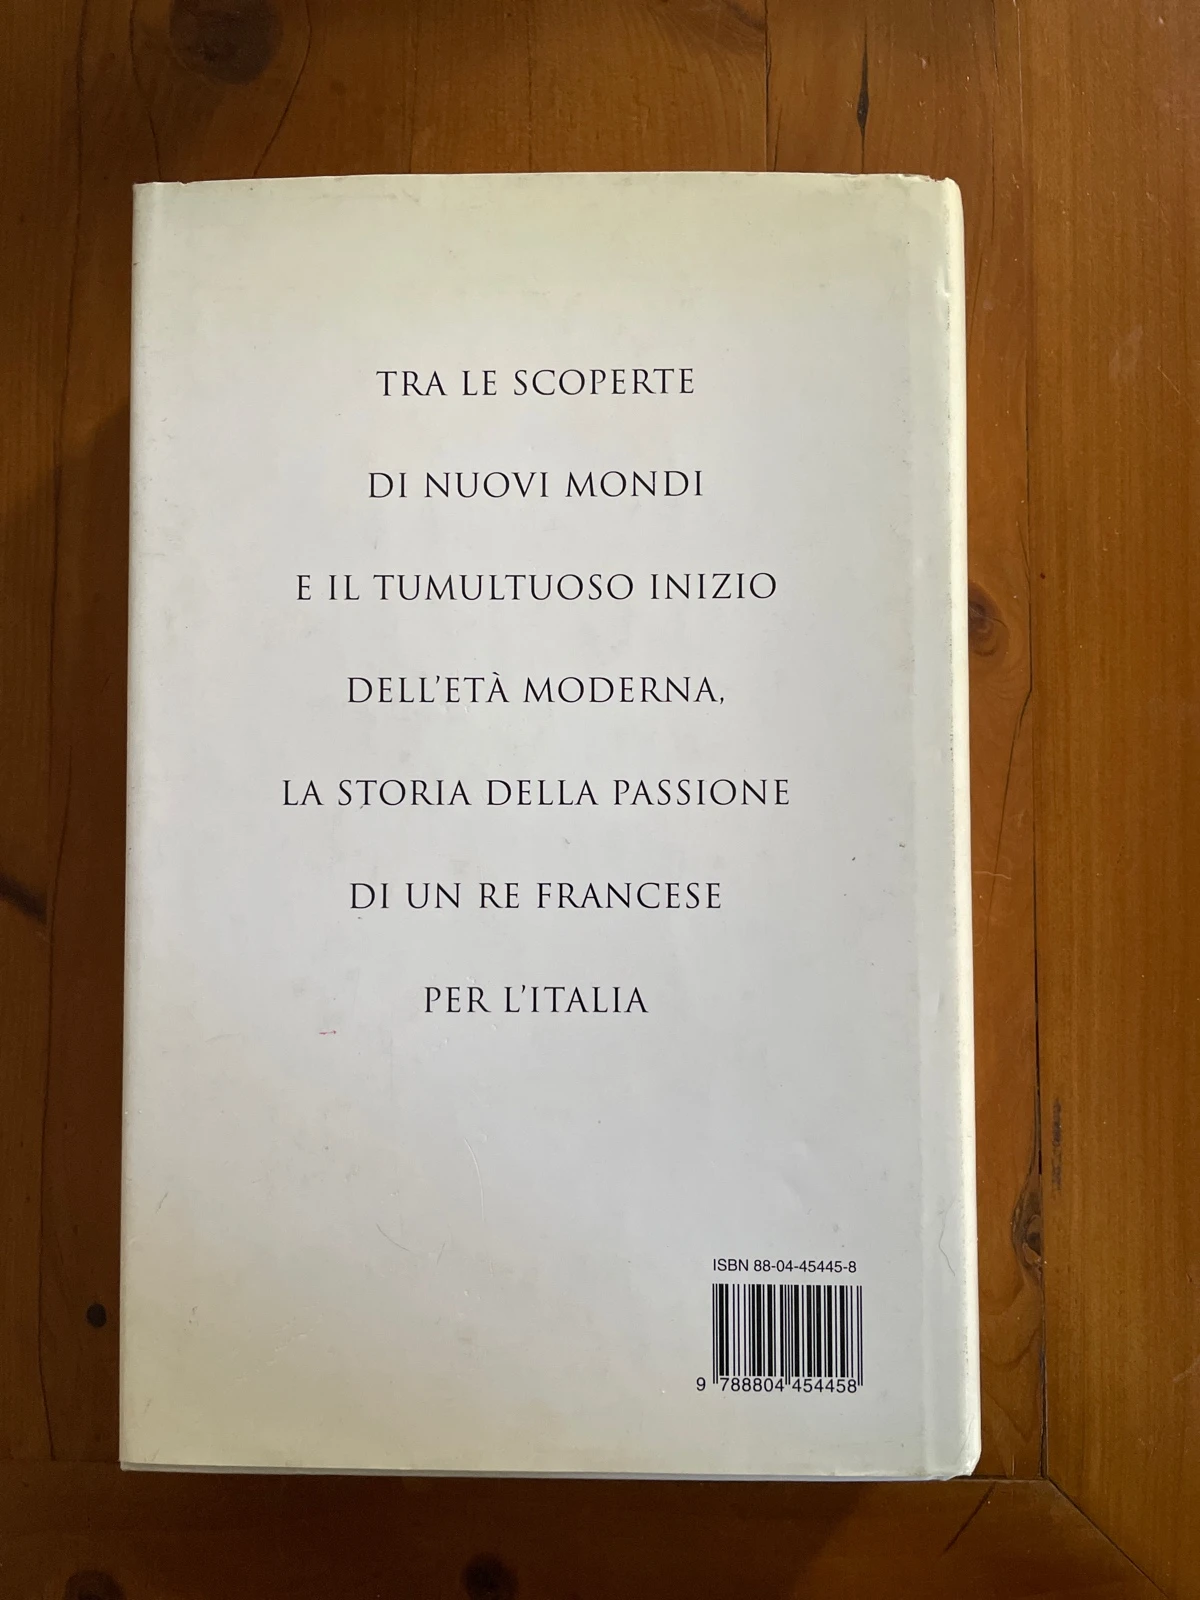 TRA LE SCOPERTE
DI NUOVI MONDI
E IL TUMULTUOSO INIZIO
DELL’ETÀ MODERNA,
LA STORIA DELLA PASSIONE
DI UN RE FRANCESE
PER L’ITALIA
ISBN 88-04-45445-8
9 788804 454458